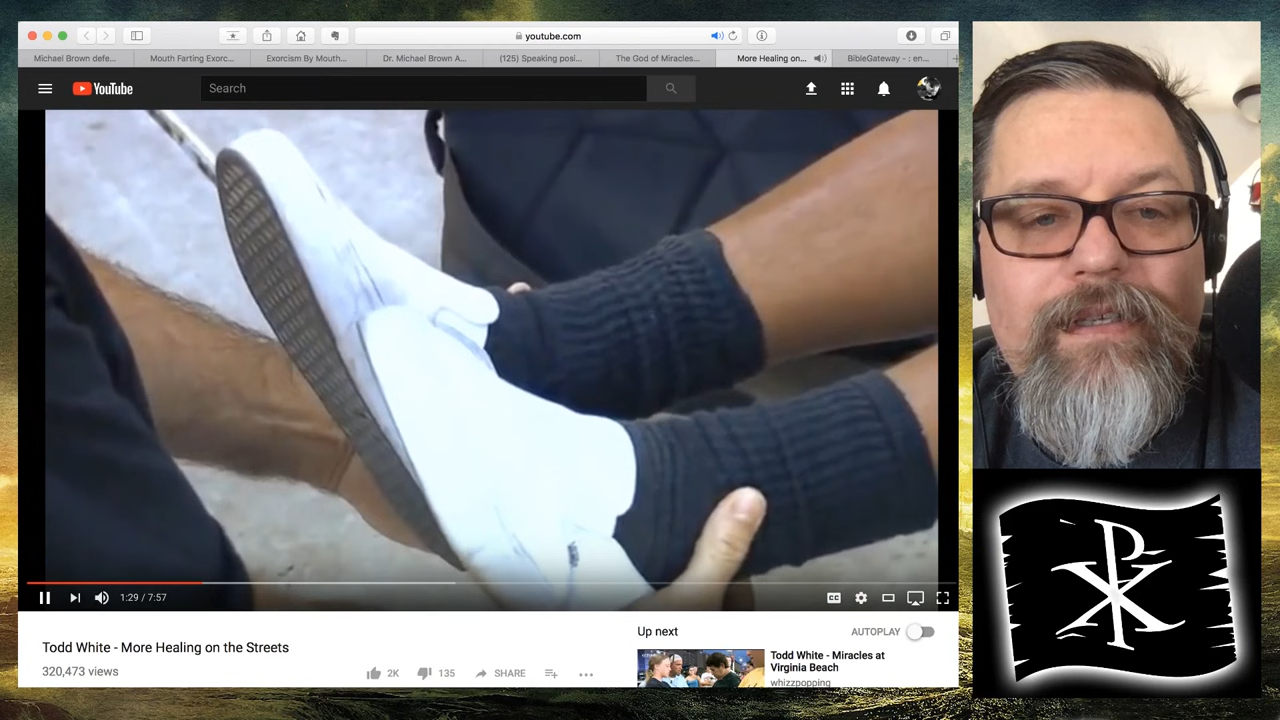 youtube.com
Michael Brown defe...
Mouth Farting Exorc...
Exorcism By Mouth...
Dr. Michael Brown A...
(125) Speaking posi...
The God of Miracles...
More Healing on...
BibleGateway - : en...
YouTube
Search
1:29 / 7:57
CC
Todd White - More Healing on the Streets
320,473 views
2K
135
SHARE
Up next
AUTOPLAY
Todd White - Miracles at
Virginia Beach
whizzpopping